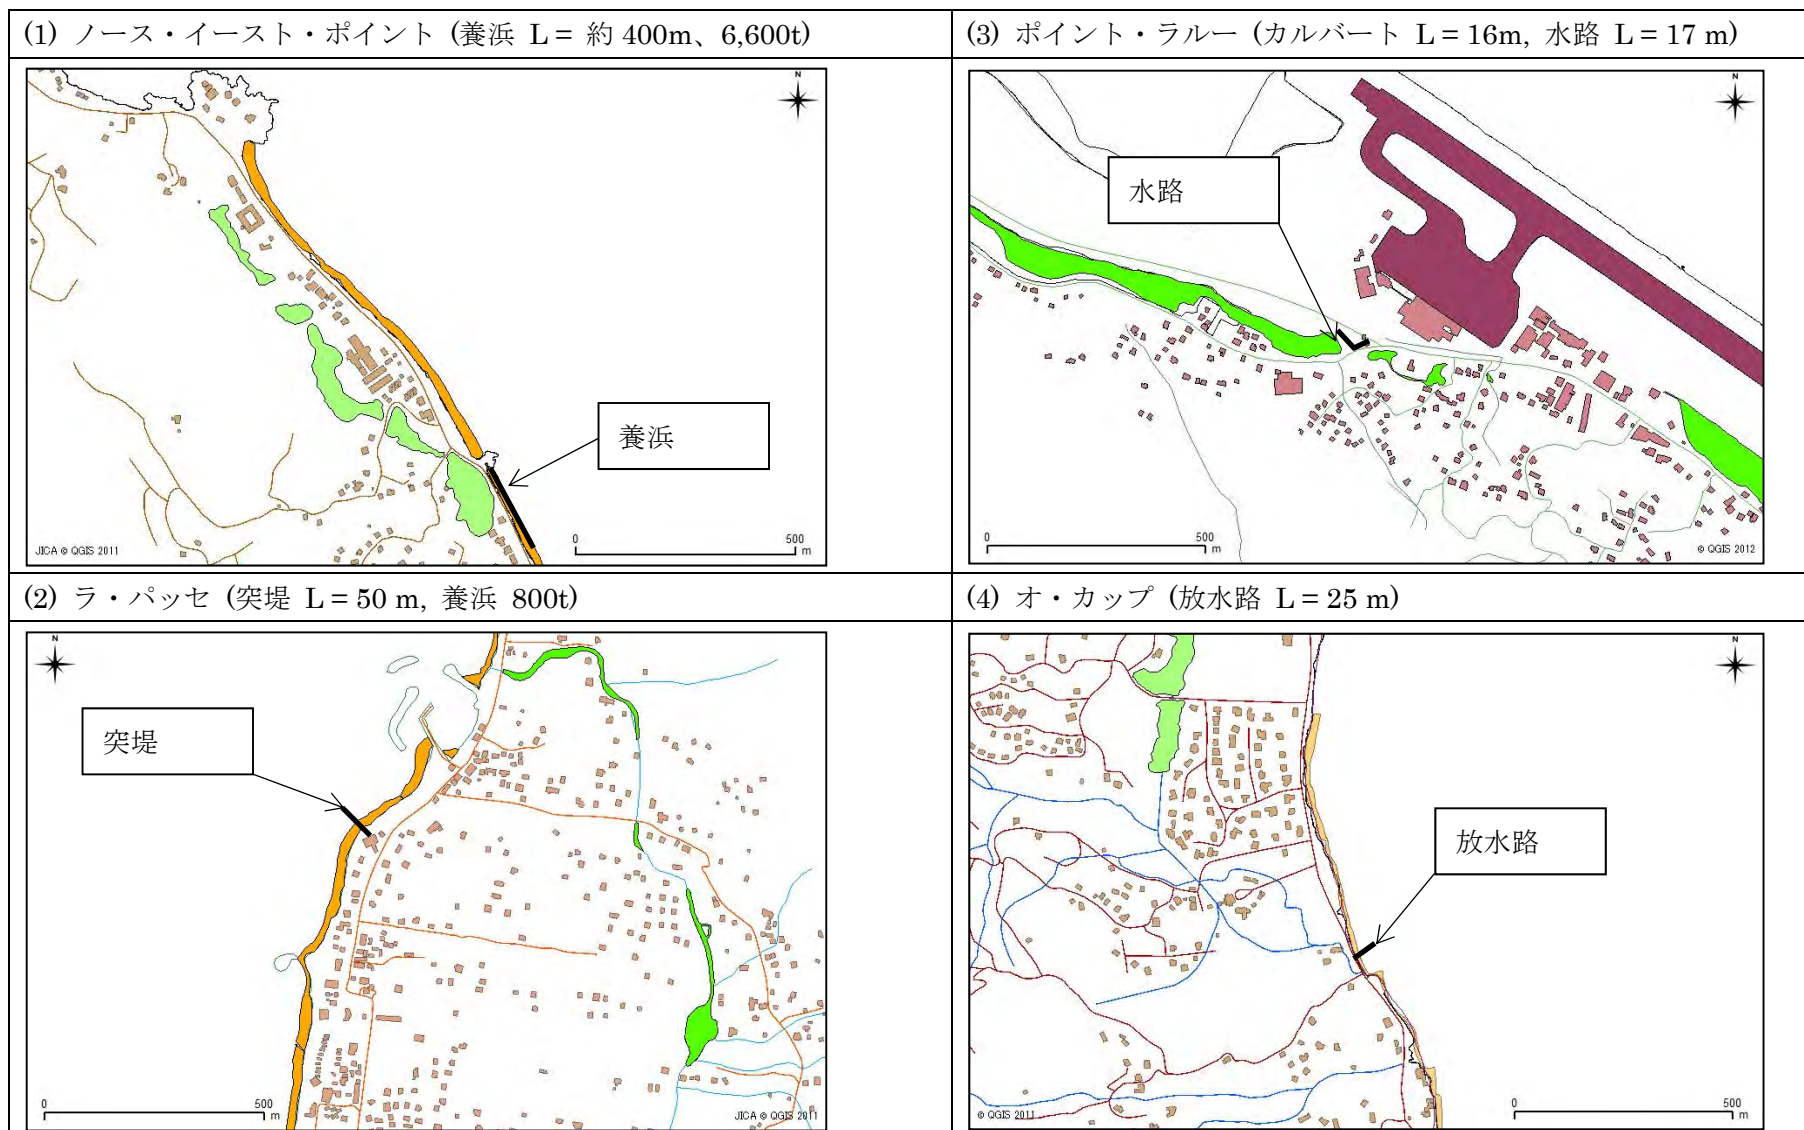 (1) ノース・イースト・ポイント (養浜 L = 約 400m、6,600t)
N
養浜
0 500
m
JICA © QGIS 2011
(3) ポイント・ラルー (カルバート L = 16m, 水路 L = 17 m)
N
水路
0 500
m
© QGIS 2012
(2) ラ・パッセ (突堤 L = 50 m, 養浜 800t)
N
突堤
0 500
m
JICA © QGIS 2011
(4) オ・カップ (放水路 L = 25 m)
N
放水路
© QGIS 2011
0 500
m